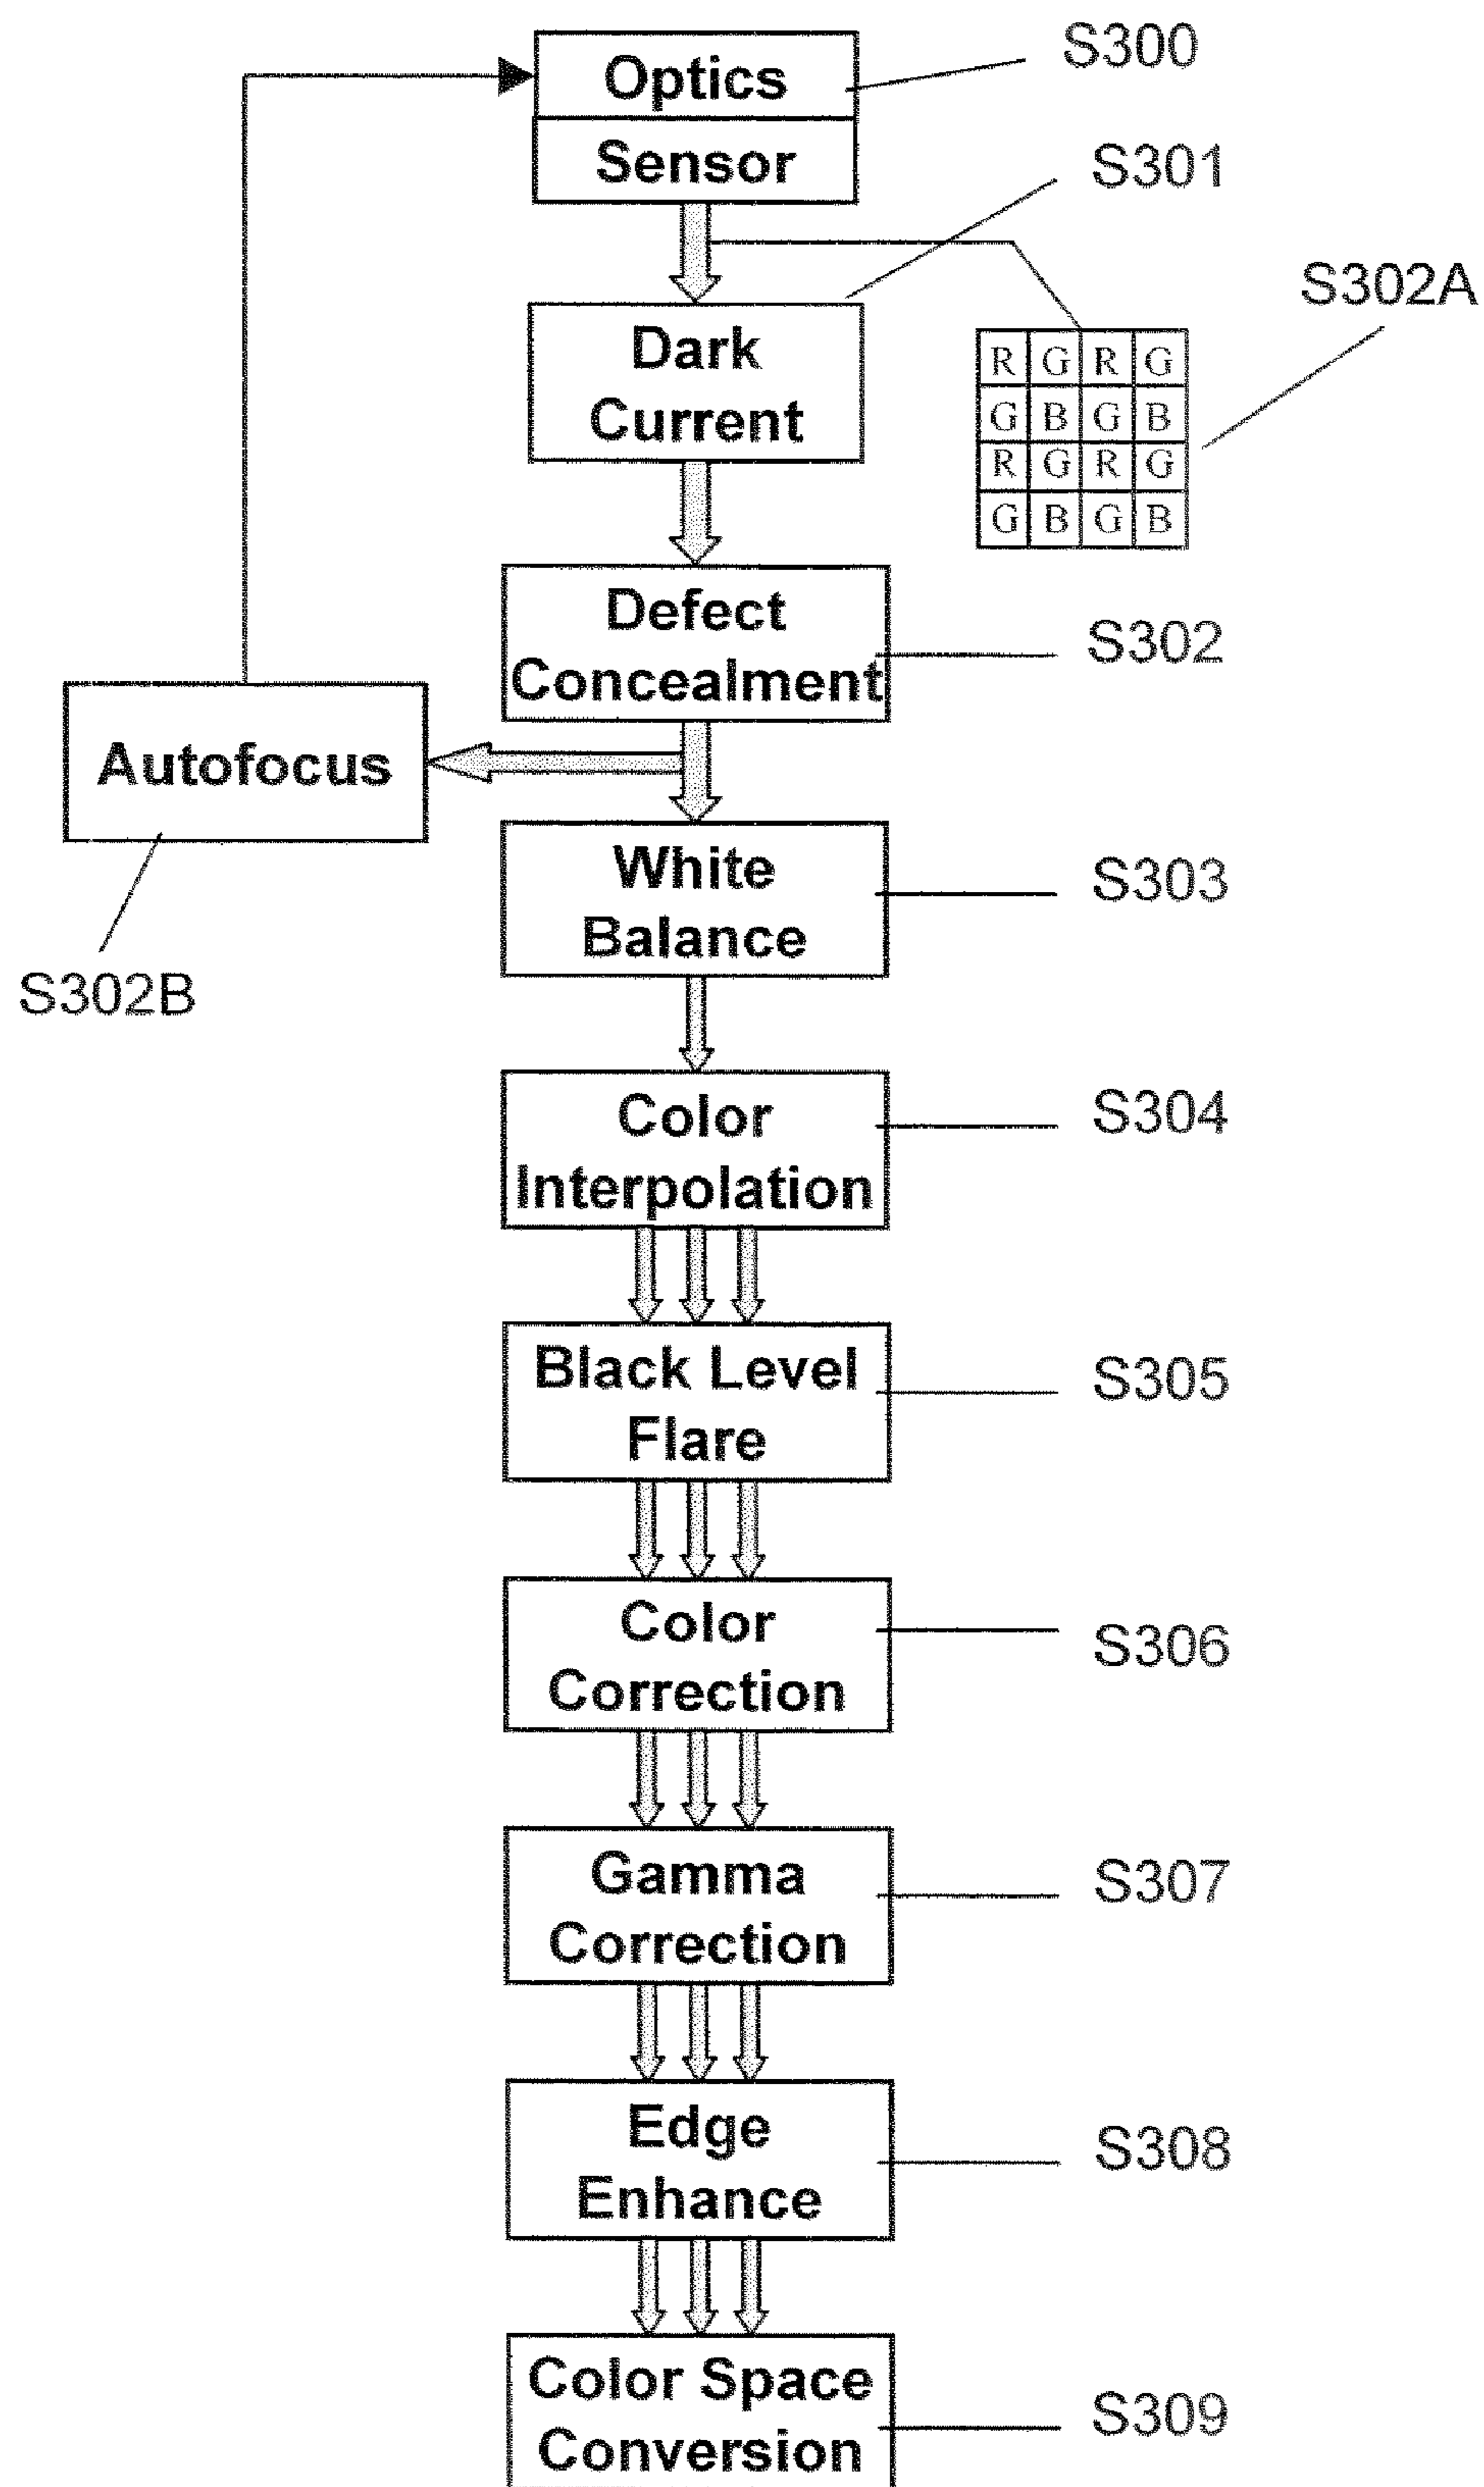 Optics
S300
Sensor
S301
S302A
Dark
Current
R G R G
G B G B
R G R G
G B G B
Defect
Concealment
S302
Autofocus
S302B
White
Balance
S303
Color
Interpolation
S304
Black Level
Flare
S305
Color
Correction
S306
Gamma
Correction
S307
Edge
Enhance
S308
Color Space
Conversion
S309